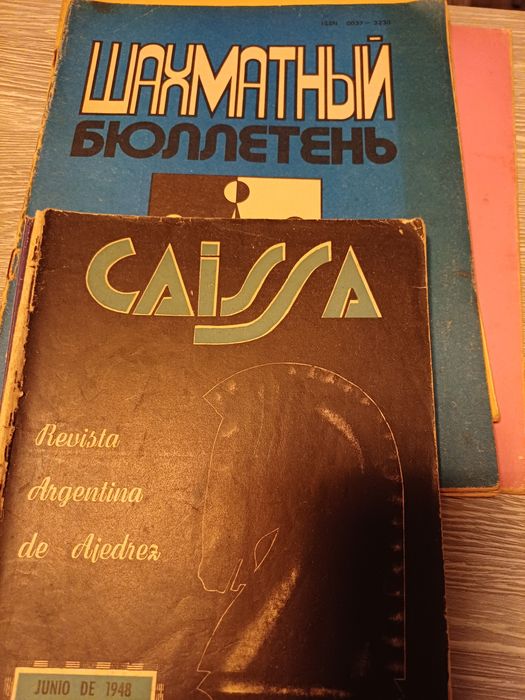 ISSN 0037-3230
ШАХМАТНЫЙ
БЮЛЛЕТЕНЬ
CAISSA
Revista
Argentina
de Ajedrez
JUNIO DE 1948